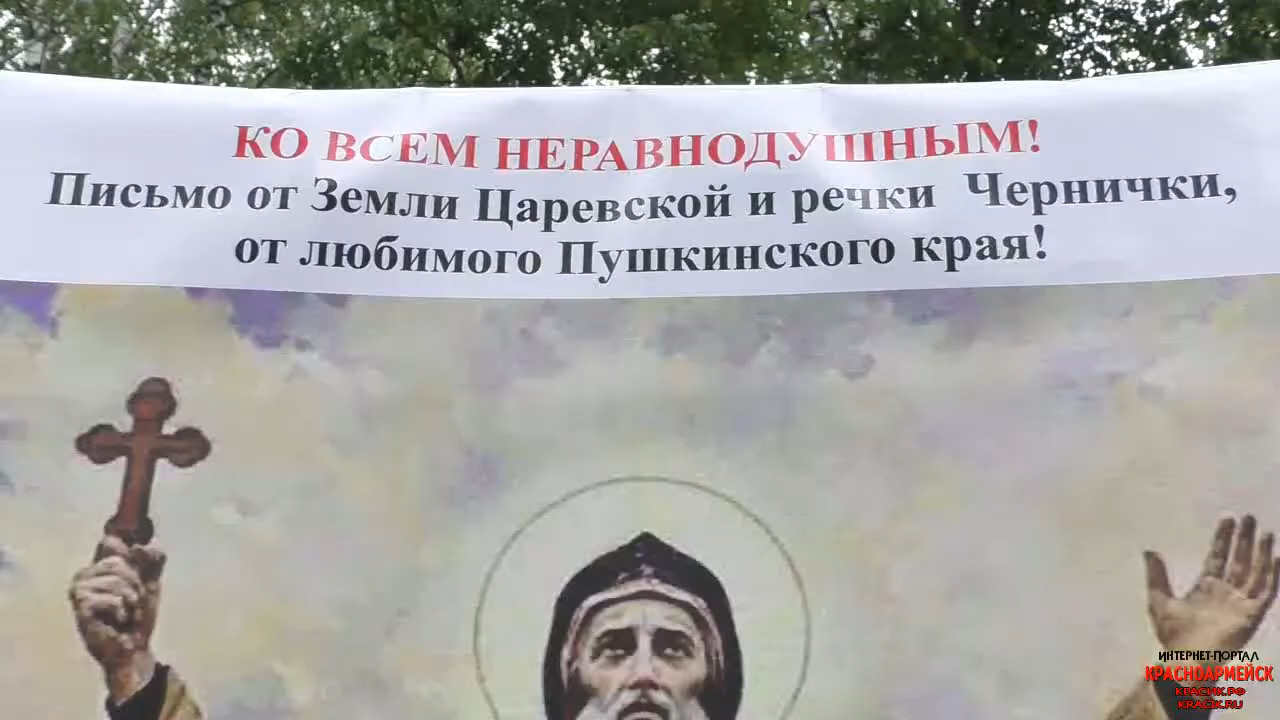 КО ВСЕМ НЕРАВНОДУШНЫМ!
Письмо от Земли Царевской и речки Чернички,
от любимого Пушкинского края!
ИНТЕРНЕТ-ПОРТАЛ
КРАСНОАРМЕЙСК
КРАСИК.РФ
KRACIK.RU